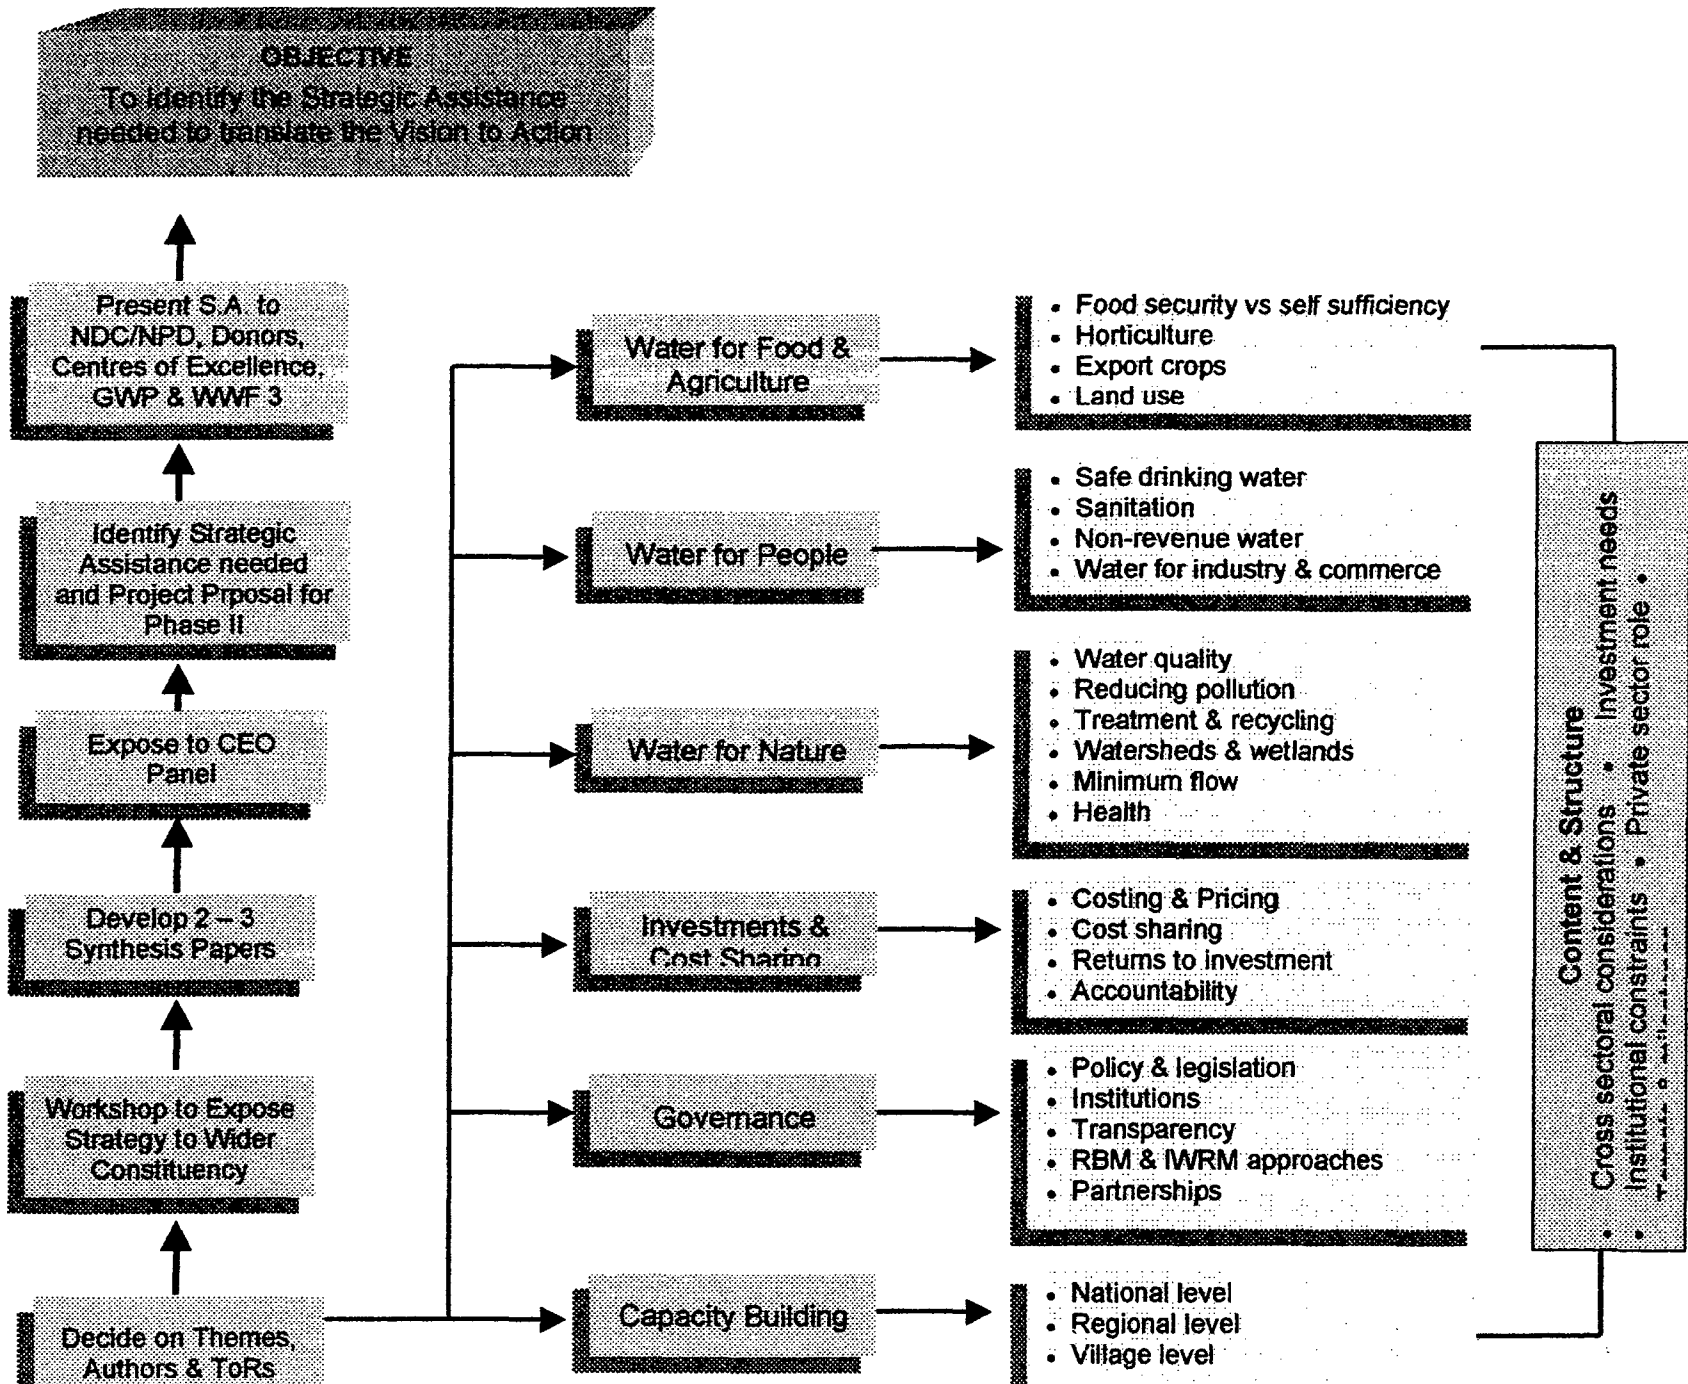 OBJECTIVE
To identify the Strategic Assistance
needed to translate the Vision to Action
Present S.A. to
NDC/NPD, Donors,
Centres of Excellence,
GWP & WWF 3
Identify Strategic
Assistance needed
and Project Prposal for
Phase II
Expose to CEO
Panel
Develop 2 – 3
Synthesis Papers
Workshop to Expose
Strategy to Wider
Constituency
Decide on Themes,
Authors & ToRs
Water for Food &
Agriculture
Water for People
Water for Nature
Investments &
Cost Sharing
Governance
Capacity Building
• Food security vs self sufficiency
• Horticulture
• Export crops
• Land use
• Safe drinking water
• Sanitation
• Non-revenue water
• Water for industry & commerce
• Water quality
• Reducing pollution
• Treatment & recycling
• Watersheds & wetlands
• Minimum flow
• Health
• Costing & Pricing
• Cost sharing
• Returns to investment
• Accountability
• Policy & legislation
• Institutions
• Transparency
• RBM & IWRM approaches
• Partnerships
• National level
• Regional level
• Village level
Content & Structure
• Cross sectoral considerations • Investment needs
• Institutional constraints • Private sector role •